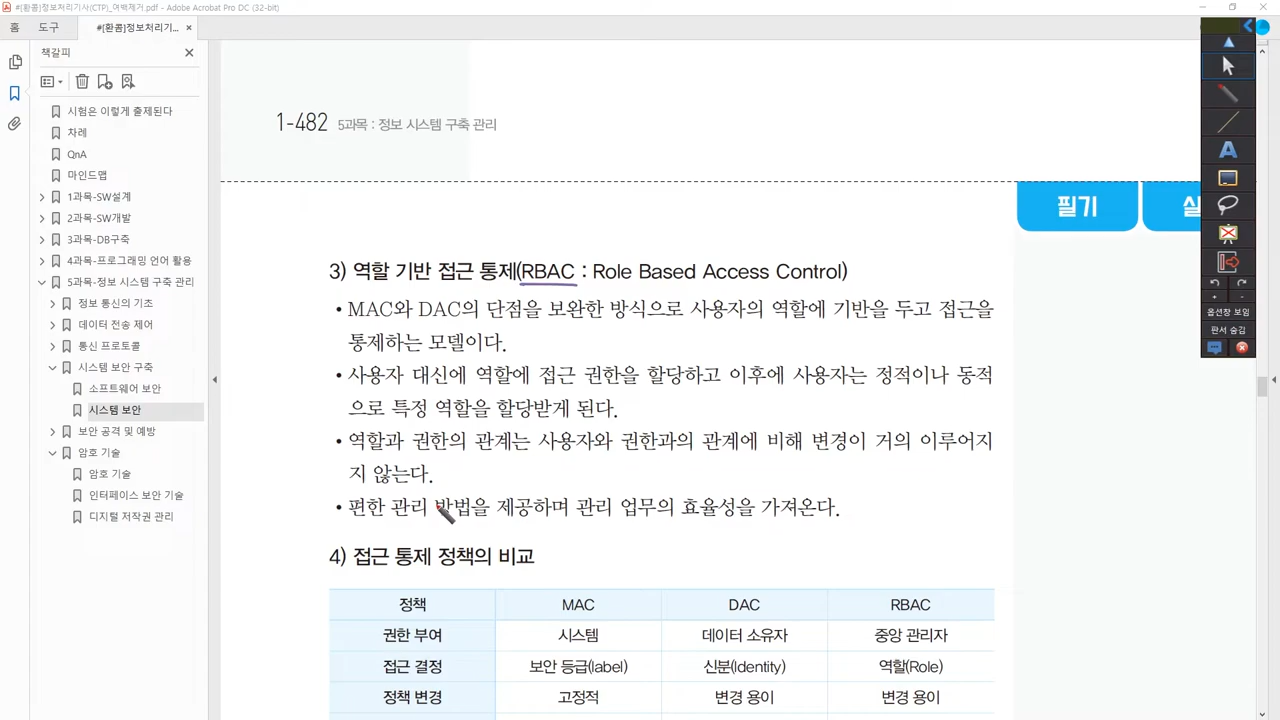 #[환콤]정보처리기사(CTP)_여백제거.pdf - Adobe Acrobat Pro DC (32-bit)
홈 도구 #[환콤]정보처리기... ×
책갈피
시험은 이렇게 출제된다
차례
QnA
마인드맵
1과목-SW설계
2과목-SW개발
3과목-DB구축
4과목-프로그래밍 언어 활용
5과목-정보 시스템 구축 관리
정보 통신의 기초
데이터 전송 제어
통신 프로토콜
시스템 보안 구축
소프트웨어 보안
시스템 보안
보안 공격 및 예방
암호 기술
암호 기술
인터페이스 보안 기술
디지털 저작권 관리
1-482 5과목 : 정보 시스템 구축 관리
필기
3) 역할 기반 접근 통제(RBAC : Role Based Access Control)
• MAC와 DAC의 단점을 보완한 방식으로 사용자의 역할에 기반을 두고 접근을
통제하는 모델이다.
• 사용자 대신에 역할에 접근 권한을 할당하고 이후에 사용자는 정적이나 동적
으로 특정 역할을 할당받게 된다.
• 역할과 권한의 관계는 사용자와 권한과의 관계에 비해 변경이 거의 이루어지
지 않는다.
• 편한 관리 방법을 제공하며 관리 업무의 효율성을 가져온다.
4) 접근 통제 정책의 비교
정책 MAC DAC RBAC
권한 부여 시스템 데이터 소유자 중앙 관리자
접근 결정 보안 등급(label) 신분(Identity) 역할(Role)
정책 변경 고정적 변경 용이 변경 용이
A
옵션창 보임
판서 숨김